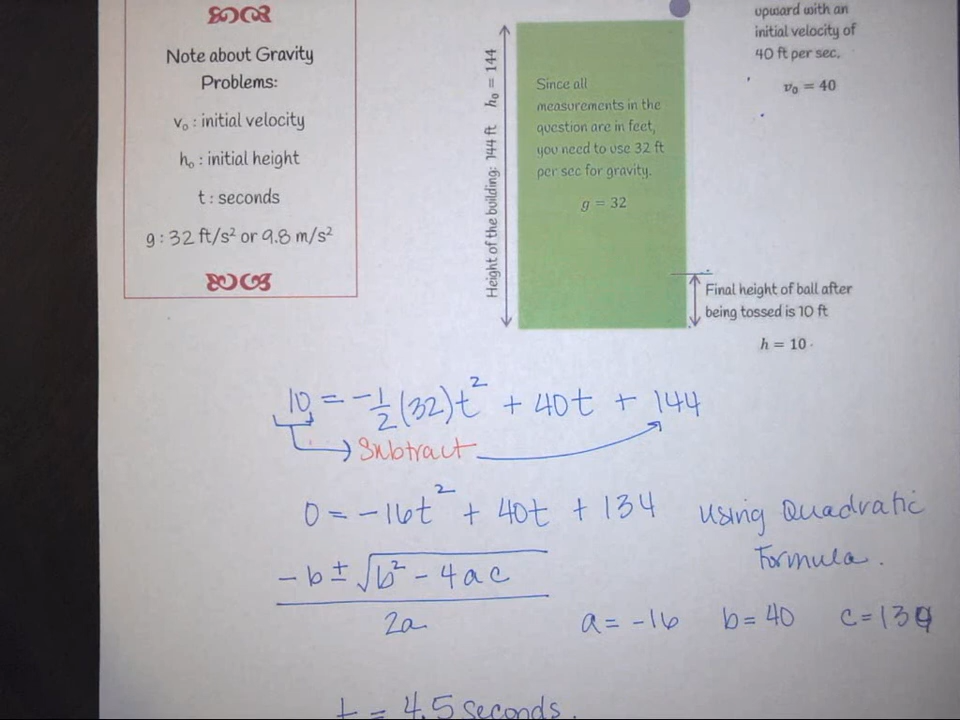 Note about Gravity
Problems:
v₀ : initial velocity
h₀ : initial height
t : seconds
g : 32 ft/s² or 9.8 m/s²
Height of the building: 144 ft h₀ = 144
Since all
measurements in the
question are in feet,
you need to use 32 ft
per sec for gravity.
g = 32
upward with an
initial velocity of
40 ft per sec.
v₀ = 40
Final height of ball after
being tossed is 10 ft
h = 10
10 = -1/2 (32)t² + 40t + 144
Subtract
0 = -16t² + 40t + 134
Using Quadratic
Formula.
-b ± √b² - 4ac
2a
a = -16 b = 40 c = 134
t = 4.5 seconds.